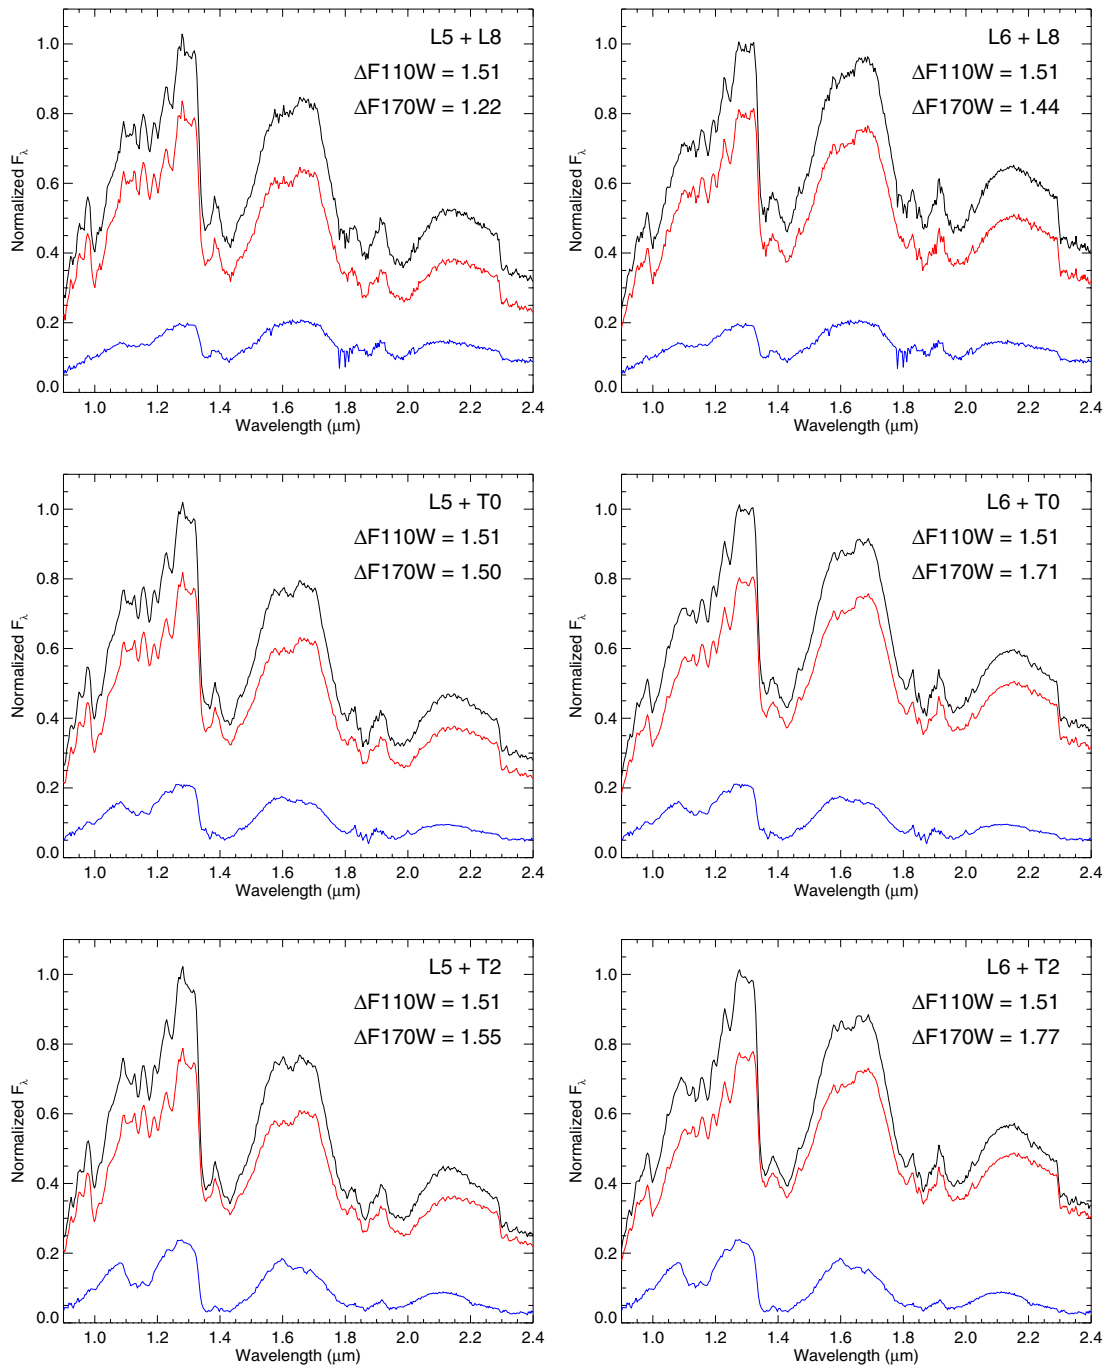 L5 + L8
ΔF110W = 1.51
ΔF170W = 1.22
Normalized Fλ
1.0
0.8
0.6
0.4
0.2
0.0
1.0 1.2 1.4 1.6 1.8 2.0 2.2 2.4
Wavelength (μm)
L6 + L8
ΔF110W = 1.51
ΔF170W = 1.44
Normalized Fλ
1.0
0.8
0.6
0.4
0.2
0.0
1.0 1.2 1.4 1.6 1.8 2.0 2.2 2.4
Wavelength (μm)
L5 + T0
ΔF110W = 1.51
ΔF170W = 1.50
Normalized Fλ
1.0
0.8
0.6
0.4
0.2
0.0
1.0 1.2 1.4 1.6 1.8 2.0 2.2 2.4
Wavelength (μm)
L6 + T0
ΔF110W = 1.51
ΔF170W = 1.71
Normalized Fλ
1.0
0.8
0.6
0.4
0.2
0.0
1.0 1.2 1.4 1.6 1.8 2.0 2.2 2.4
Wavelength (μm)
L5 + T2
ΔF110W = 1.51
ΔF170W = 1.55
Normalized Fλ
1.0
0.8
0.6
0.4
0.2
0.0
1.0 1.2 1.4 1.6 1.8 2.0 2.2 2.4
Wavelength (μm)
L6 + T2
ΔF110W = 1.51
ΔF170W = 1.77
Normalized Fλ
1.0
0.8
0.6
0.4
0.2
0.0
1.0 1.2 1.4 1.6 1.8 2.0 2.2 2.4
Wavelength (μm)